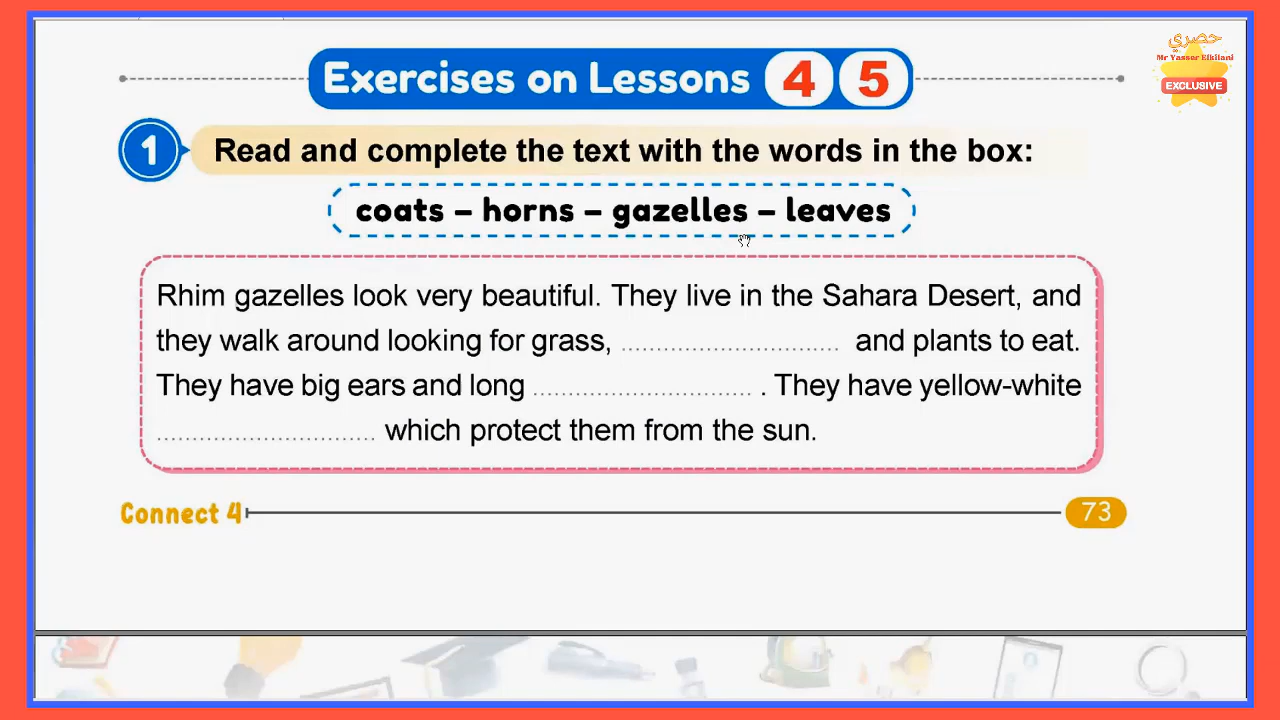 حصري
Mr Yasser Elkilani
EXCLUSIVE
Exercises on Lessons 4 5
1 Read and complete the text with the words in the box:
coats – horns – gazelles – leaves
Rhim gazelles look very beautiful. They live in the Sahara Desert, and
they walk around looking for grass, .............................. and plants to eat.
They have big ears and long .............................. . They have yellow-white
.............................. which protect them from the sun.
Connect 4
73